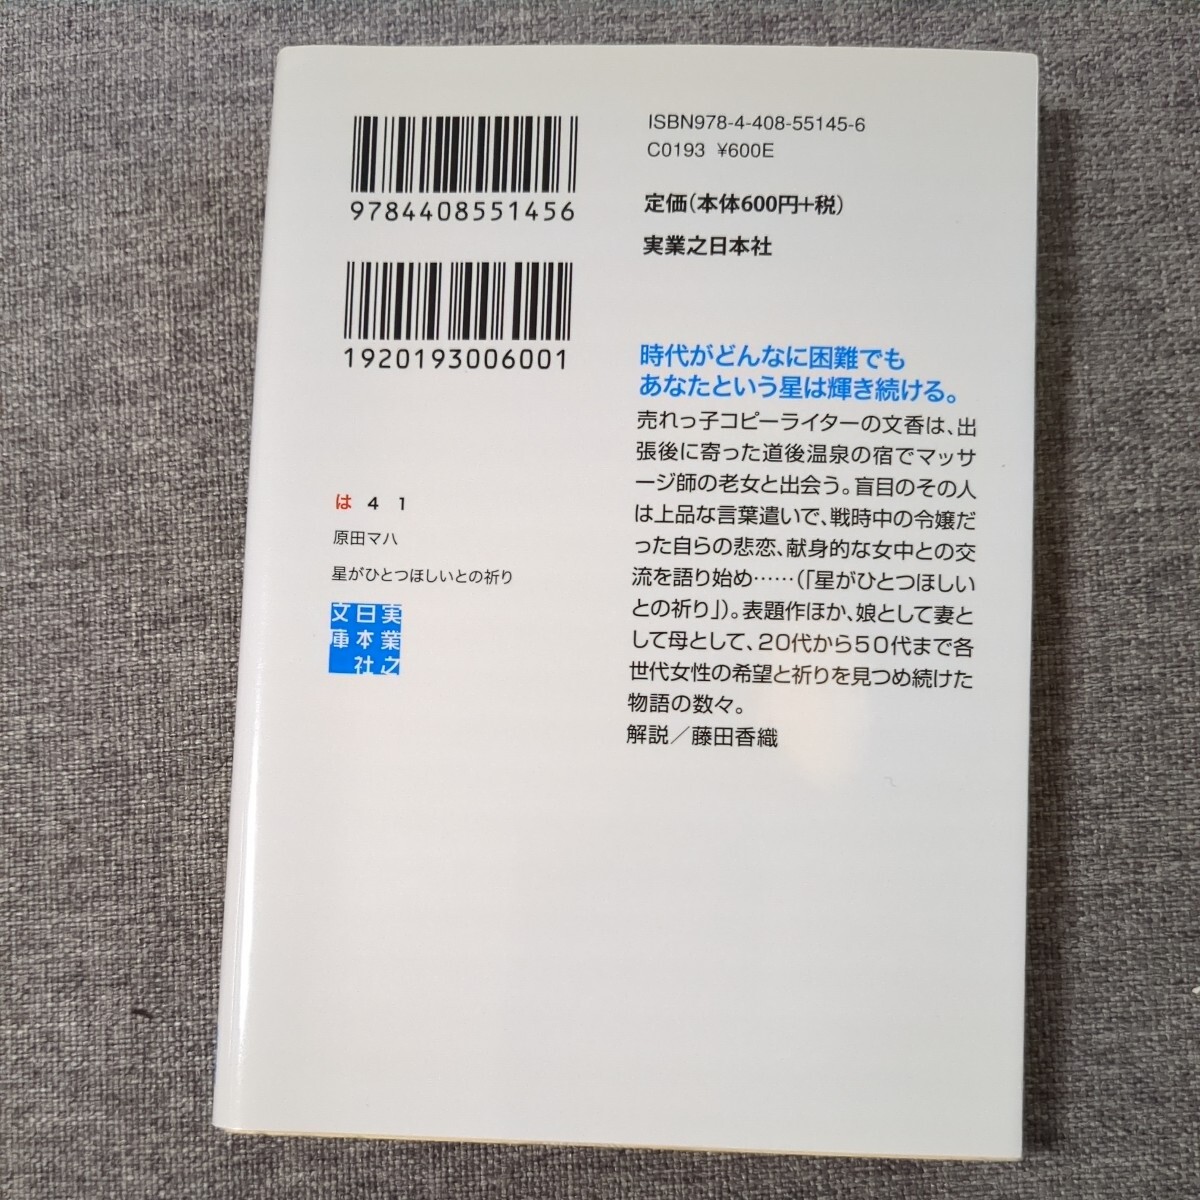 9784408551456
1920193006001
ISBN978-4-408-55145-6
C0193 ¥600E
定価(本体600円+税)
実業之日本社
時代がどんなに困難でも
あなたという星は輝き続ける。
売れっ子コピーライターの文香は、出
張後に寄った道後温泉の宿でマッサ
ージ師の老女と出会う。盲目のその人
は上品な言葉遣いで、戦時中の令嬢だ
った自らの悲恋、献身的な女中との交
流を語り始め……(「星がひとつほしい
との祈り」)。表題作ほか、娘として妻と
して母として、20代から50代まで各
世代女性の希望と祈りを見つめ続けた
物語の数々。
解説／藤田香織
は 4 1
原田マハ
星がひとつほしいとの祈り
実業之
日本社
文庫